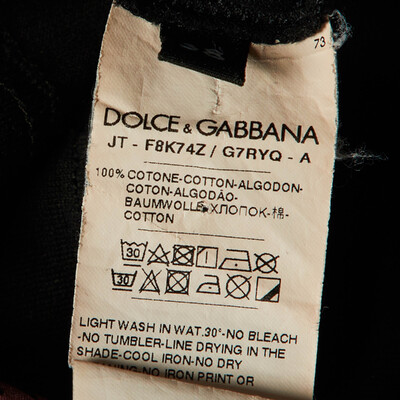 73
DOLCE & GABBANA
JT - F8K74Z / G7RYQ - A
100% COTONE-COTTON-ALGODON-
COTON-ALGODÃO-
BAUMWOLLE-ХЛОПОК-棉-
COTTON
30
30
LIGHT WASH IN WAT.30°-NO BLEACH
-NO TUMBLER-LINE DRYING IN THE
SHADE-COOL IRON-NO DRY
NO IRON PRINT OR